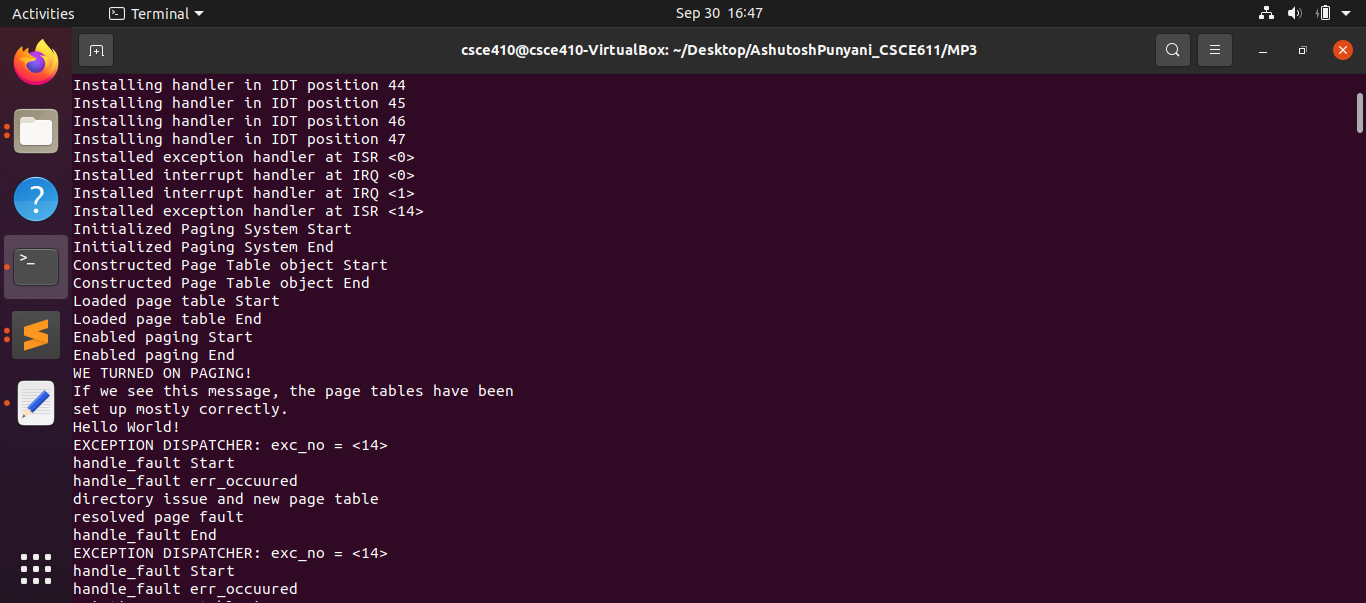 Activities Terminal Sep 30 16:47
csce410@csce410-VirtualBox: ~/Desktop/AshutoshPunyani_CSCE611/MP3
Installing handler in IDT position 44
Installing handler in IDT position 45
Installing handler in IDT position 46
Installing handler in IDT position 47
Installed exception handler at ISR <0>
Installed interrupt handler at IRQ <0>
Installed interrupt handler at IRQ <1>
Installed exception handler at ISR <14>
Initialized Paging System Start
Initialized Paging System End
Constructed Page Table object Start
Constructed Page Table object End
Loaded page table Start
Loaded page table End
Enabled paging Start
Enabled paging End
WE TURNED ON PAGING!
If we see this message, the page tables have been
set up mostly correctly.
Hello World!
EXCEPTION DISPATCHER: exc_no = <14>
handle_fault Start
handle_fault err_occuured
directory issue and new page table
resolved page fault
handle_fault End
EXCEPTION DISPATCHER: exc_no = <14>
handle_fault Start
handle_fault err_occuured